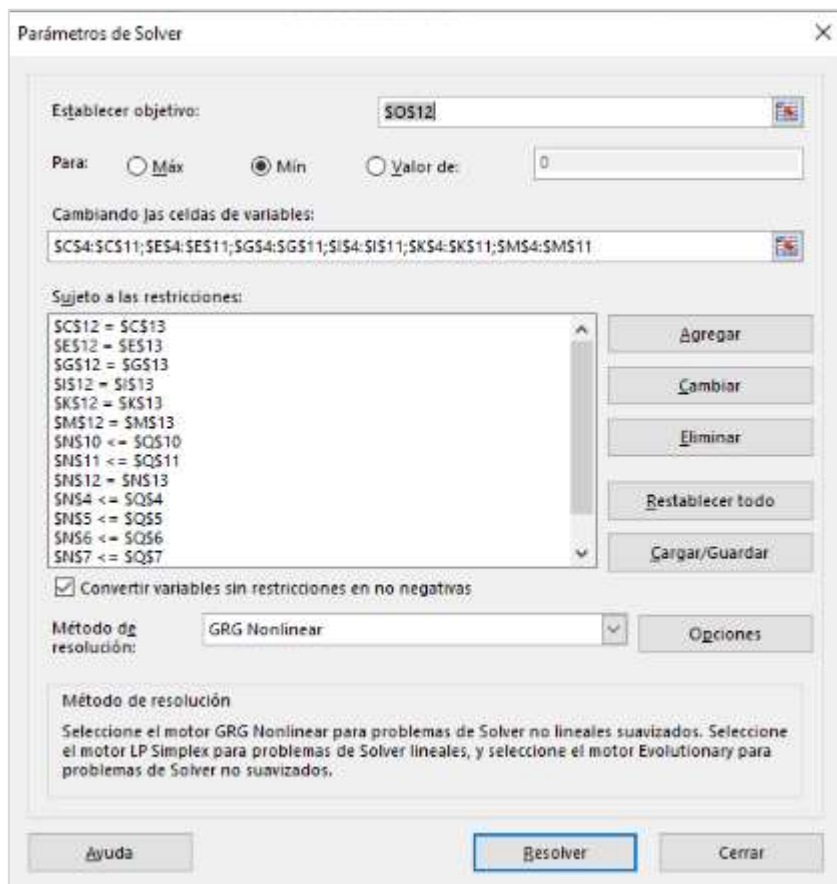 Parámetros de Solver
Establecer objetivo: $O$12
Para: Máx Mín Valor de: 0
Cambiando las celdas de variables:
$C$4:$C$11;$E$4:$E$11;$G$4:$G$11;$I$4:$I$11;$K$4:$K$11;$M$4:$M$11
Sujeto a las restricciones:
$C$12 = $C$13
$E$12 = $E$13
$G$12 = $G$13
$I$12 = $I$13
$K$12 = $K$13
$M$12 = $M$13
$N$10 <= $Q$10
$N$11 <= $Q$11
$N$12 = $N$13
$N$4 <= $Q$4
$N$5 <= $Q$5
$N$6 <= $Q$6
$N$7 <= $Q$7
Agregar
Cambiar
Eliminar
Restablecer todo
Cargar/Guardar
Convertir variables sin restricciones en no negativas
Método de resolución: GRG Nonlinear Opciones
Método de resolución
Seleccione el motor GRG Nonlinear para problemas de Solver no lineales suavizados. Seleccione
el motor LP Simplex para problemas de Solver lineales, y seleccione el motor Evolutionary para
problemas de Solver no suavizados.
Ayuda Resolver Cerrar